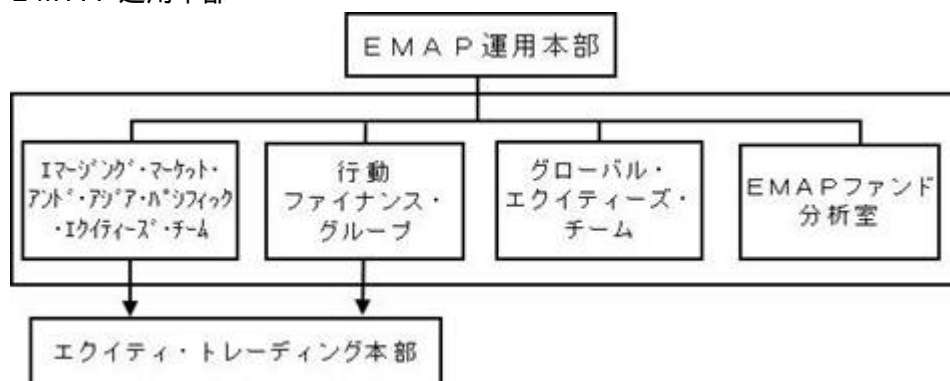 ＥＭＡＰ運用本部
ｴﾏｰｼﾞﾝｸﾞ･ﾏｰｹｯﾄ･
ｱﾝﾄﾞ･ｱｼﾞｱ･ﾊﾟｼﾌｨｯｸ
･ｴｸｲﾃｨｰｽﾞ･ﾁｰﾑ
行動
ファイナンス・
グループ
グローバル・
エクイティーズ・
チーム
ＥＭＡＰファンド
分析室
エクイティ・トレーディング本部